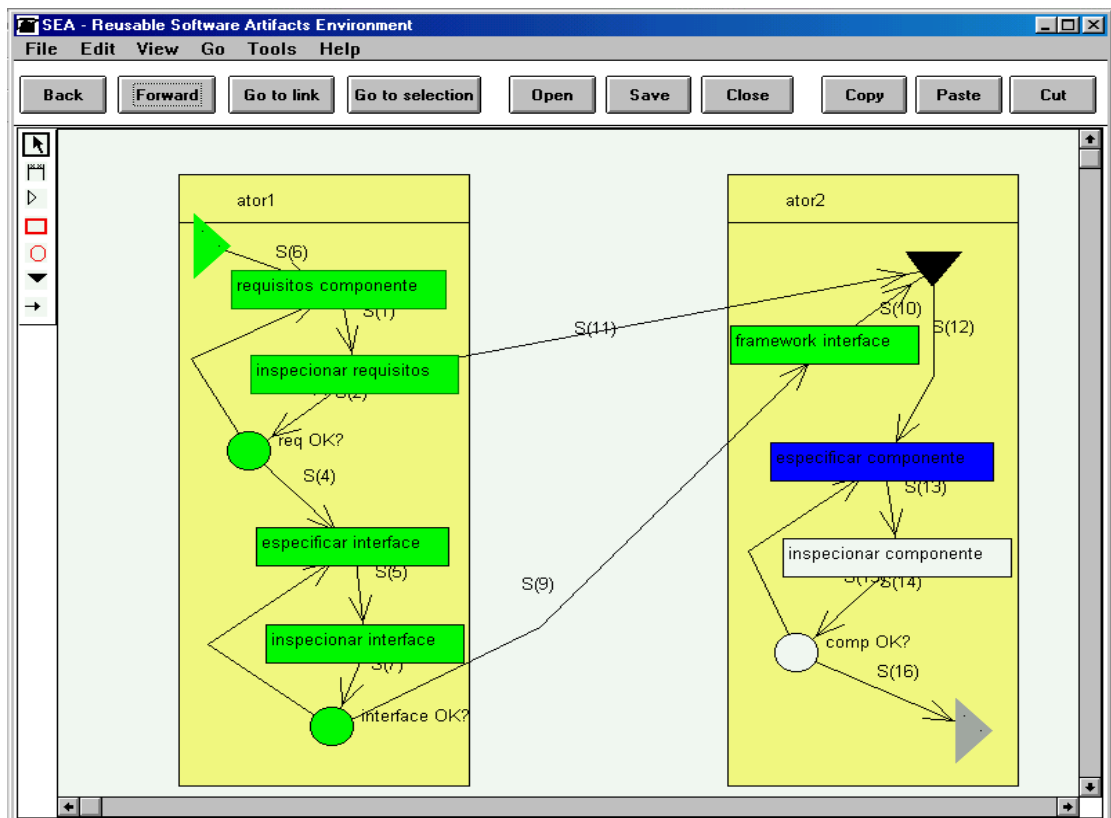 SEA - Reusable Software Artifacts Environment
File Edit View Go Tools Help
Back Forward Go to link Go to selection Open Save Close Copy Paste Cut
ator1
S(6)
requisitos componente
S(1)
inspecionar requisitos
S(2)
req OK?
S(4)
especificar interface
S(5)
inspecionar interface
S(7)
interface OK?
S(11)
S(9)
ator2
S(10)
S(12)
framework interface
especificar componente
S(13)
inspecionar componente
S(15)
S(14)
comp OK?
S(16)